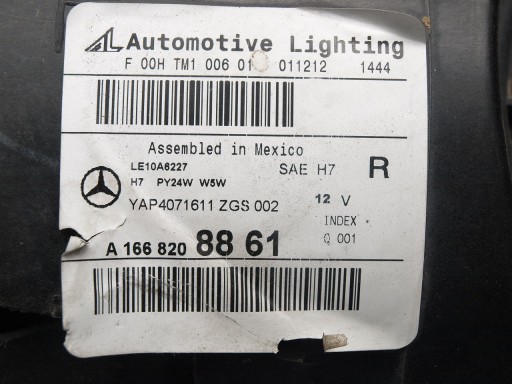 AL Automotive Lighting
F 00H TM1 006 01 011212 1444
Assembled in Mexico
LE10A6227 SAE H7 R
H7 PY24W W5W
YAP4071611 ZGS 002 12 V
INDEX
A 166 820 88 61 Q 001